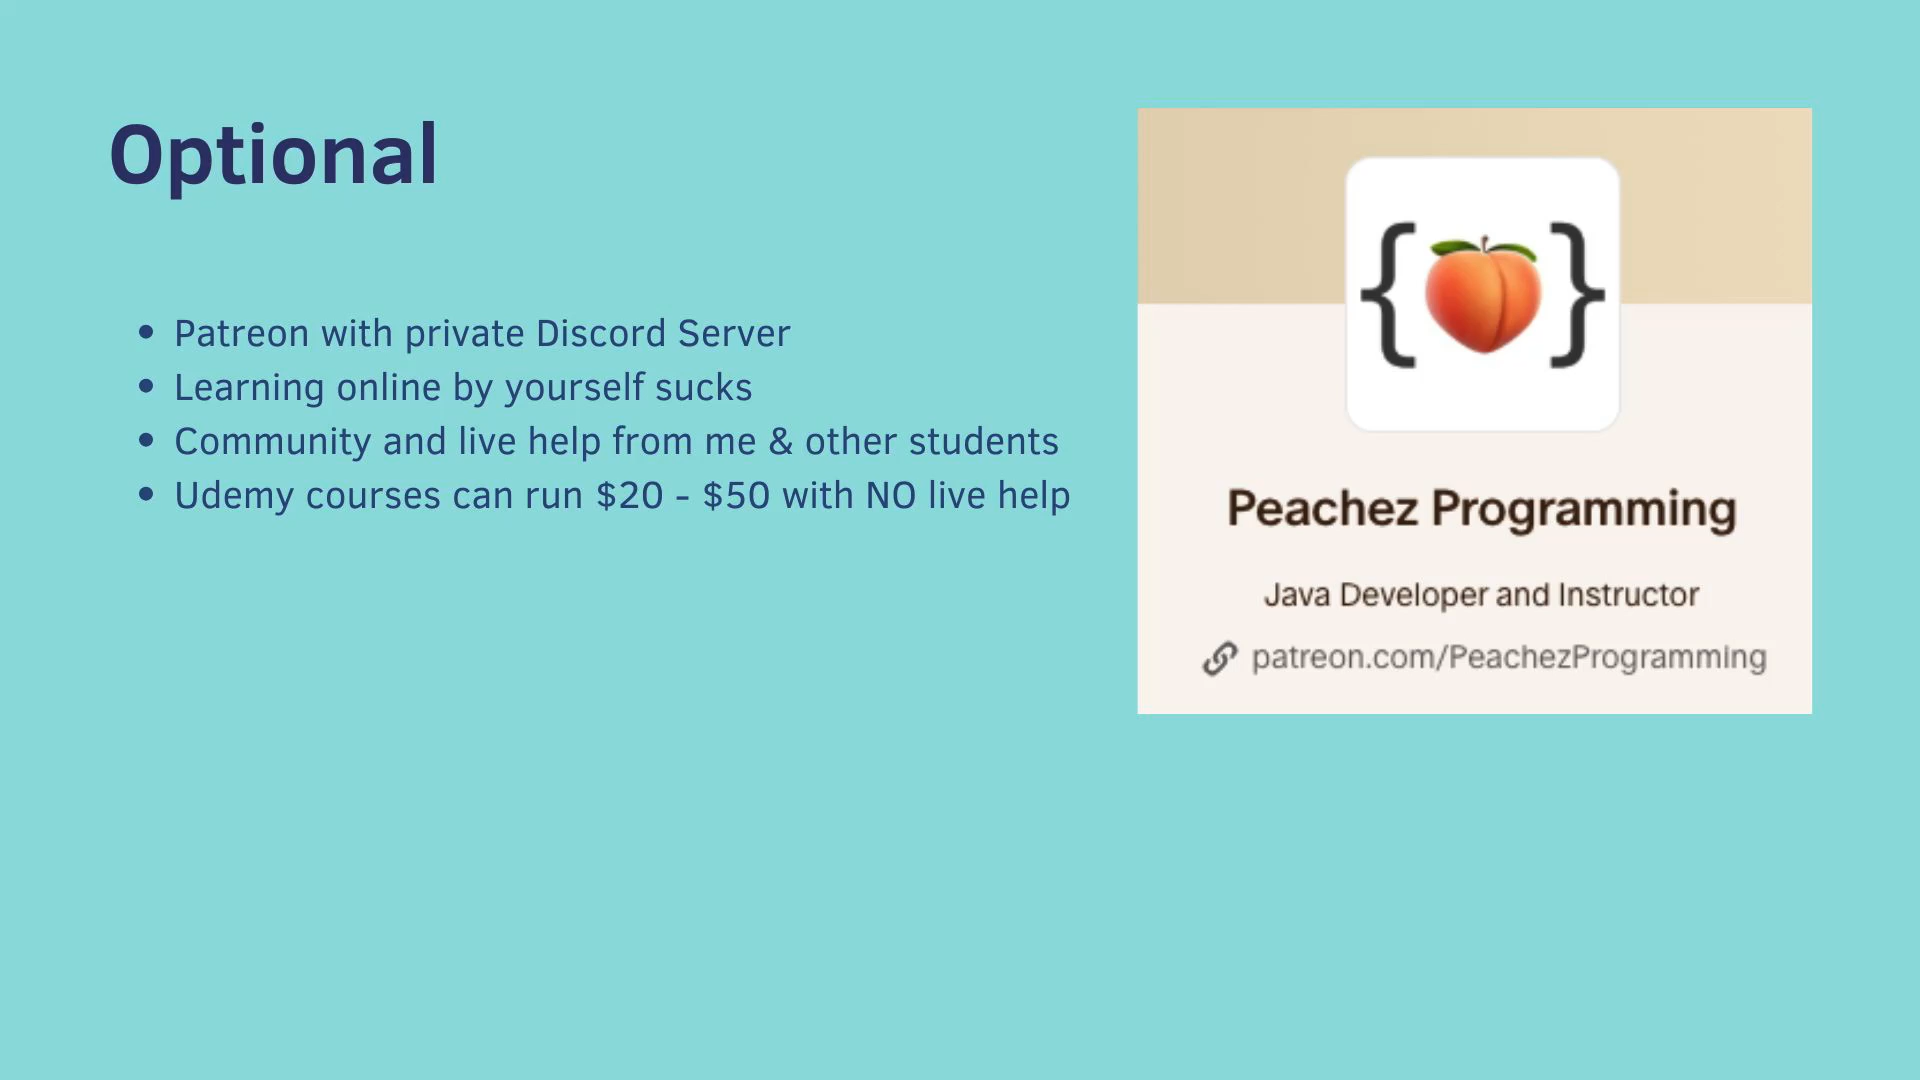 Optional
• Patreon with private Discord Server
• Learning online by yourself sucks
• Community and live help from me & other students
• Udemy courses can run $20 - $50 with NO live help
{🍑}
Peachez Programming
Java Developer and Instructor
patreon.com/PeachezProgramming